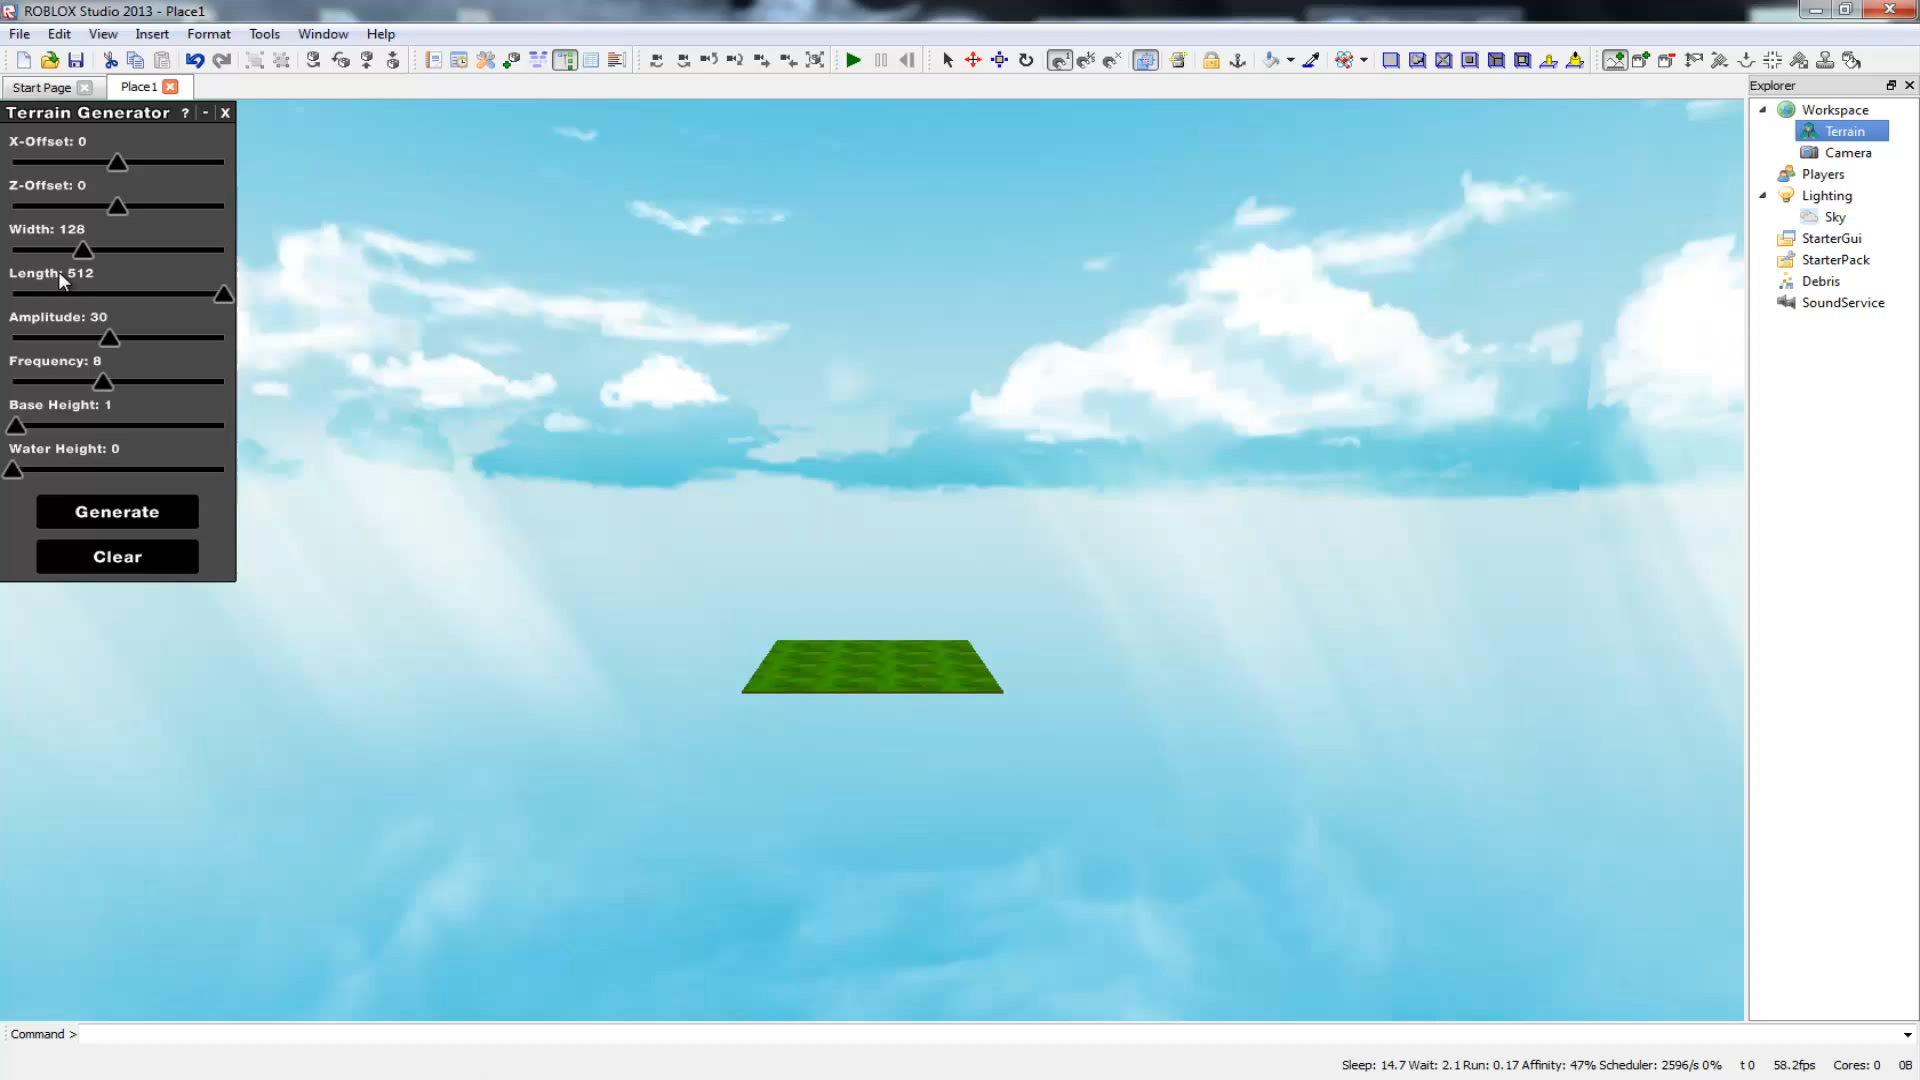 ROBLOX Studio 2013 - Place1
File Edit View Insert Format Tools Window Help
Start Page Place1
Explorer
Terrain Generator ? - X
X-Offset: 0
Z-Offset: 0
Width: 128
Length: 512
Amplitude: 30
Frequency: 8
Base Height: 1
Water Height: 0
Generate
Clear
Workspace
Terrain
Camera
Players
Lighting
Sky
StarterGui
StarterPack
Debris
SoundService
Command >
Sleep: 14.7 Wait: 2.1 Run: 0.17 Affinity: 47% Scheduler: 2596/s 0% t 0 58.2fps Cores: 0 0B